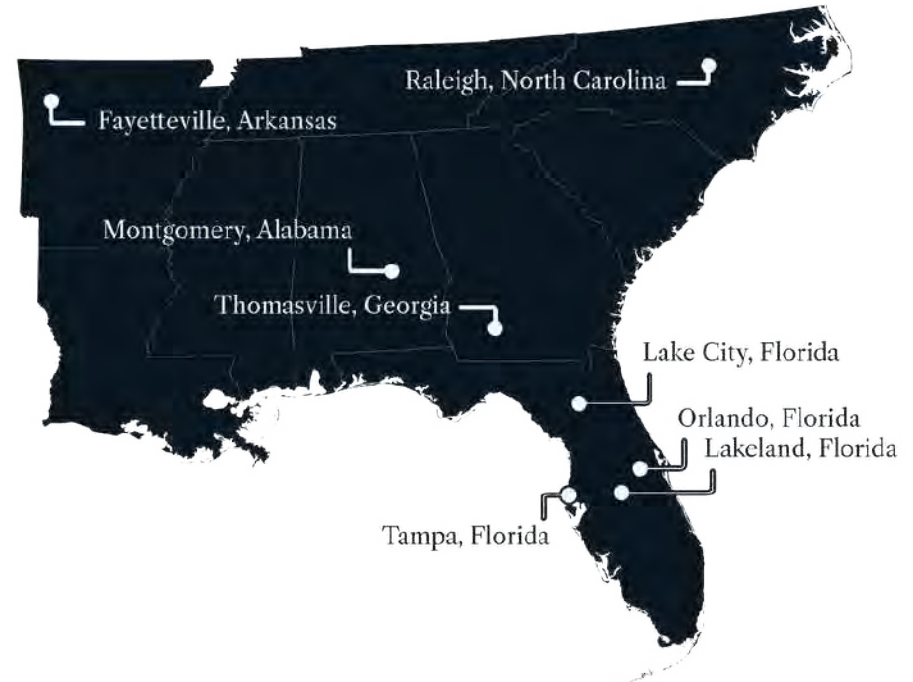 Raleigh, North Carolina
Fayetteville, Arkansas
Montgomery, Alabama
Thomasville, Georgia
Lake City, Florida
Orlando, Florida
Lakeland, Florida
Tampa, Florida